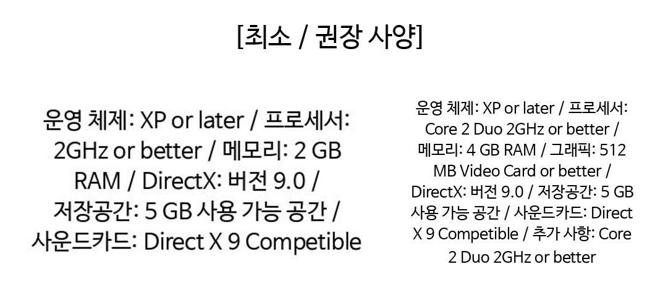 [최소 / 권장 사양]
운영 체제: XP or later / 프로세서:
2GHz or better / 메모리: 2 GB
RAM / DirectX: 버전 9.0 /
저장공간: 5 GB 사용 가능 공간 /
사운드카드: Direct X 9 Competible
운영 체제: XP or later / 프로세서:
Core 2 Duo 2GHz or better /
메모리: 4 GB RAM / 그래픽: 512
MB Video Card or better /
DirectX: 버전 9.0 / 저장공간: 5 GB
사용 가능 공간 / 사운드카드: Direct
X 9 Competible / 추가 사항: Core
2 Duo 2GHz or better